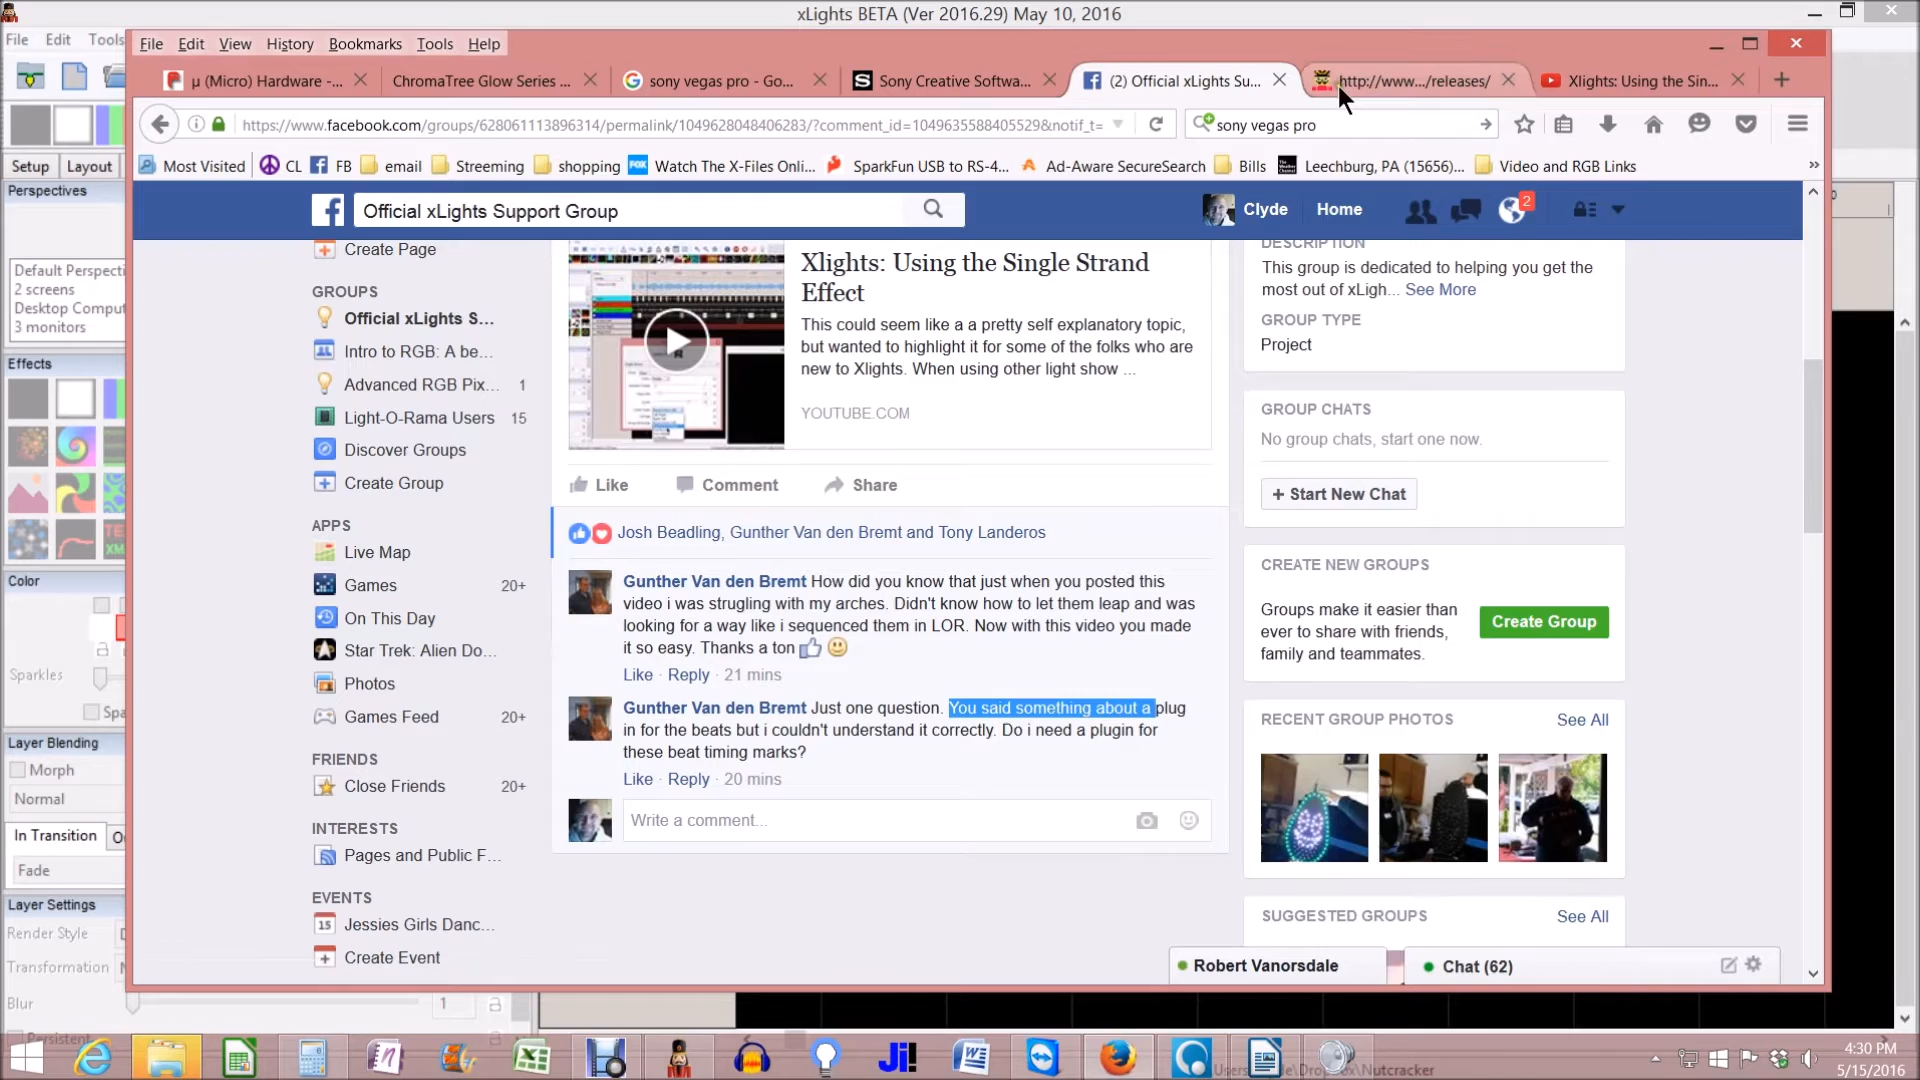 xLights BETA (Ver 2016.29) May 10, 2016
File Edit Tools
File Edit View History Bookmarks Tools Help
µ (Micro) Hardware -...
ChromaTree Glow Series ...
sony vegas pro - Go...
Sony Creative Softwa...
(2) Official xLights Su...
http://www.../releases/
Xlights: Using the Sin...
https://www.facebook.com/groups/628061113896314/permalink/1049628048406283/?comment_id=1049635588405529&notif_t=
sony vegas pro
Setup Layout
Most Visited CL FB email Streeming shopping Watch The X-Files Onli... SparkFun USB to RS-4... Ad-Aware SecureSearch Bills Leechburg, PA (15656)... Video and RGB Links
Perspectives
Default Perspecti
2 screens
Desktop Comput
3 monitors
Effects
Color
Sparkles
Spa
Layer Blending
Morph
Normal
In Transition
Fade
Layer Settings
Render Style
Transformation
Blur
1
Persistent
Official xLights Support Group
Clyde Home
2
Create Page
GROUPS
Official xLights S...
Intro to RGB: A be...
Advanced RGB Pix... 1
Light-O-Rama Users 15
Discover Groups
Create Group
APPS
Live Map
Games 20+
On This Day
Star Trek: Alien Do...
Photos
Games Feed 20+
FRIENDS
Close Friends 20+
INTERESTS
Pages and Public F...
EVENTS
15 Jessies Girls Danc...
Create Event
Xlights: Using the Single Strand
Effect
This could seem like a a pretty self explanatory topic,
but wanted to highlight it for some of the folks who are
new to Xlights. When using other light show ...
YOUTUBE.COM
Like Comment Share
Josh Beadling, Gunther Van den Bremt and Tony Landeros
Gunther Van den Bremt How did you know that just when you posted this
video i was strugling with my arches. Didn't know how to let them leap and was
looking for a way like i sequenced them in LOR. Now with this video you made
it so easy. Thanks a ton
Like · Reply · 21 mins
Gunther Van den Bremt Just one question. You said something about a plug
in for the beats but i couldn't understand it correctly. Do i need a plugin for
these beat timing marks?
Like · Reply · 20 mins
Write a comment...
DESCRIPTION
This group is dedicated to helping you get the
most out of xLigh... See More
GROUP TYPE
Project
GROUP CHATS
No group chats, start one now.
+ Start New Chat
CREATE NEW GROUPS
Groups make it easier than
ever to share with friends,
family and teammates.
Create Group
RECENT GROUP PHOTOS See All
SUGGESTED GROUPS See All
Robert Vanorsdale
Chat (62)
Ji!
4:30 PM
5/15/2016